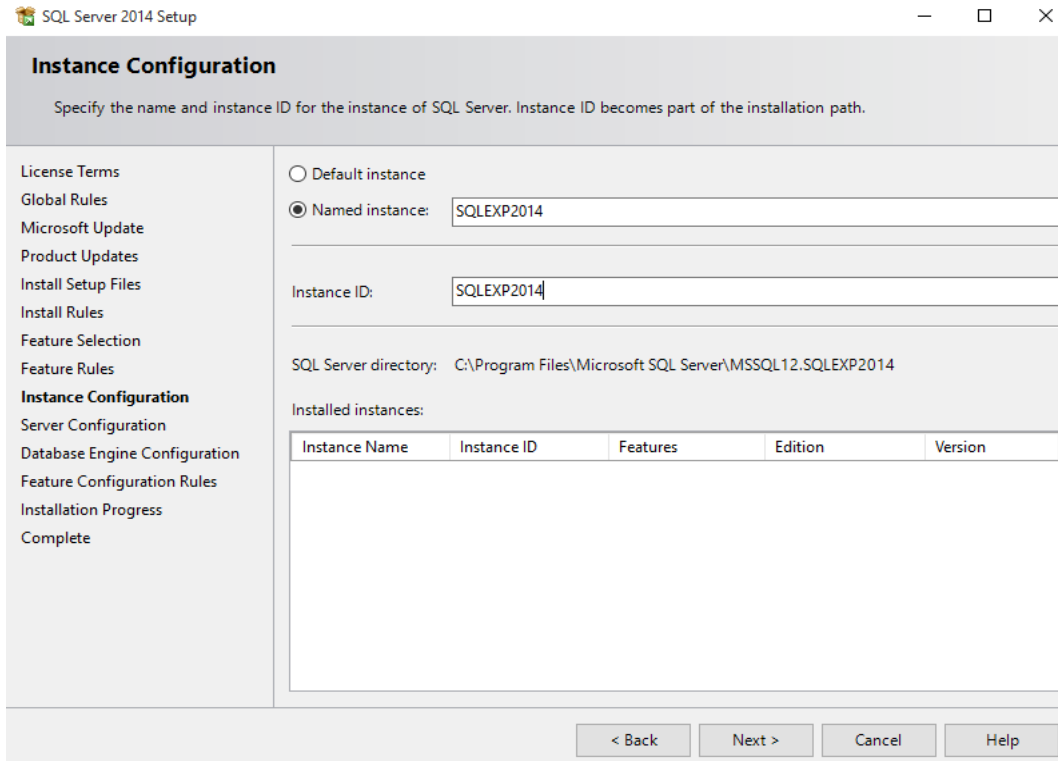 SQL Server 2014 Setup
Instance Configuration
Specify the name and instance ID for the instance of SQL Server. Instance ID becomes part of the installation path.
License Terms
Global Rules
Microsoft Update
Product Updates
Install Setup Files
Install Rules
Feature Selection
Feature Rules
Instance Configuration
Server Configuration
Database Engine Configuration
Feature Configuration Rules
Installation Progress
Complete
Default instance
Named instance: SQLEXP2014
Instance ID: SQLEXP2014
SQL Server directory: C:\Program Files\Microsoft SQL Server\MSSQL12.SQLEXP2014
Installed instances:
Instance Name Instance ID Features Edition Version
< Back Next > Cancel Help